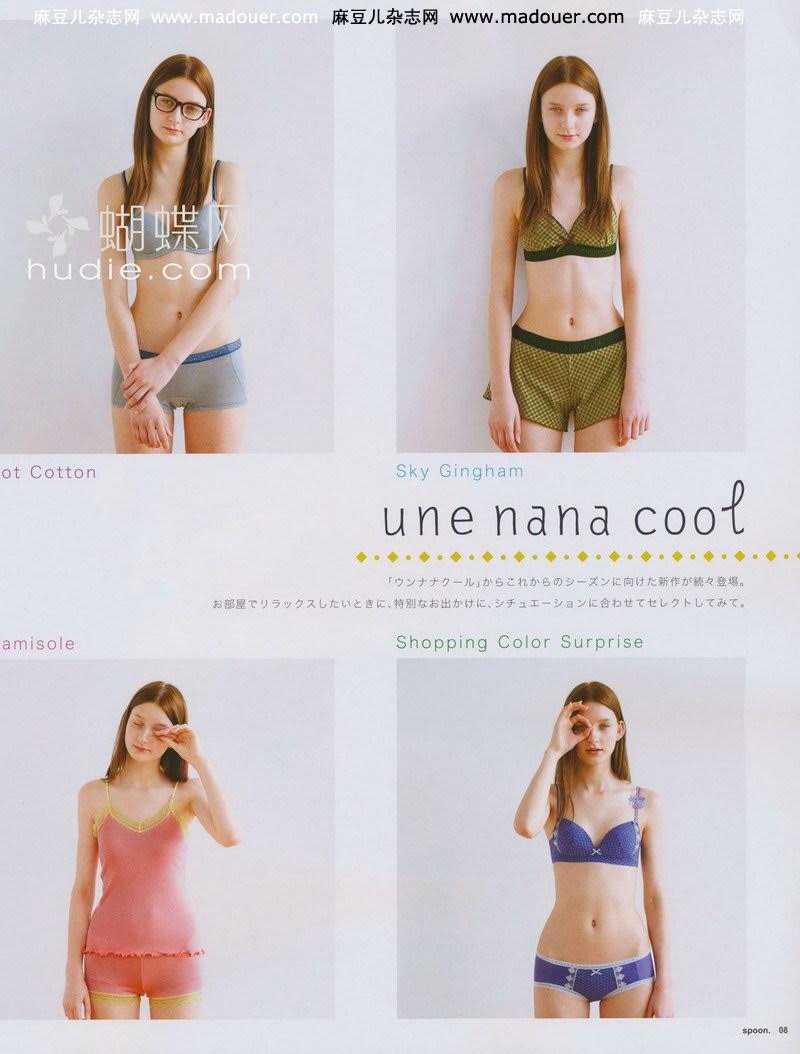 麻豆儿杂志网 www.madouer.com 麻豆儿杂志网 www.madouer.com 麻豆儿杂志网
蝴蝶网
hudie.com
ot Cotton
Sky Gingham
une nana cool
「ウンナナクール」からこれからのシーズンに向けた新作が続々登場。
お部屋でリラックスしたいときに、特別なお出かけに、シチュエーションに合わせてセレクトしてみて。
amisole
Shopping Color Surprise
spoon. 08